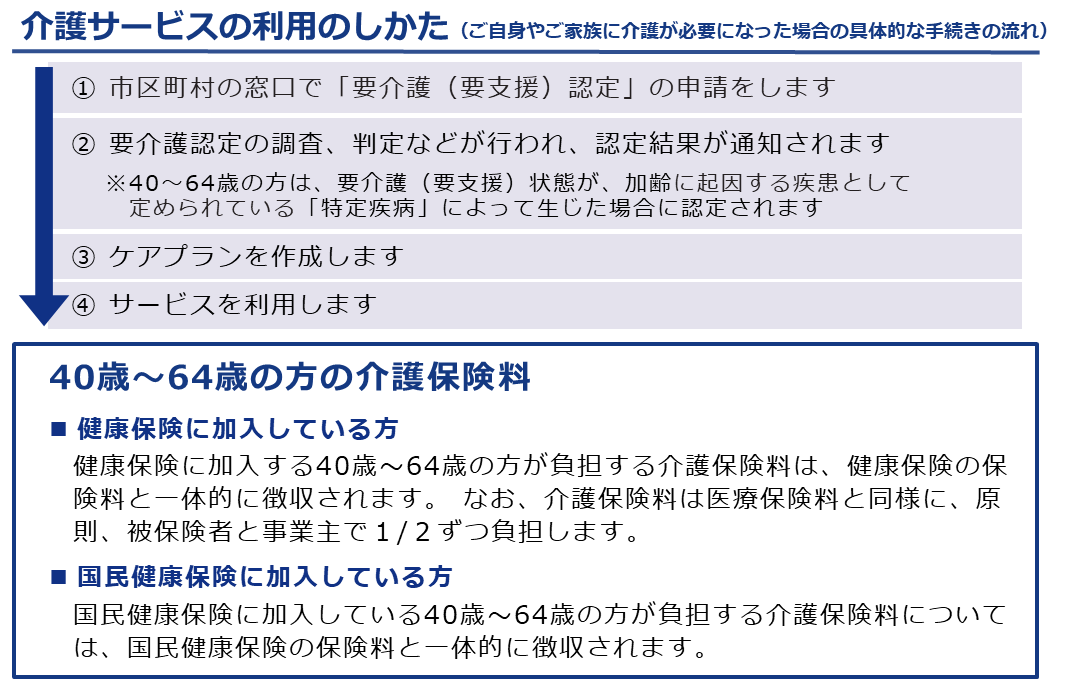 介護サービスの利用のしかた（ご自身やご家族に介護が必要になった場合の具体的な手続きの流れ）
① 市区町村の窓口で「要介護（要支援）認定」の申請をします
② 要介護認定の調査、判定などが行われ、認定結果が通知されます
※40～64歳の方は、要介護（要支援）状態が、加齢に起因する疾患として
定められている「特定疾病」によって生じた場合に認定されます
③ ケアプランを作成します
④ サービスを利用します
40歳～64歳の方の介護保険料
■ 健康保険に加入している方
健康保険に加入する40歳～64歳の方が負担する介護保険料は、健康保険の保
険料と一体的に徴収されます。 なお、介護保険料は医療保険料と同様に、原
則、被保険者と事業主で１/２ずつ負担します。
■ 国民健康保険に加入している方
国民健康保険に加入している40歳～64歳の方が負担する介護保険料について
は、国民健康保険の保険料と一体的に徴収されます。